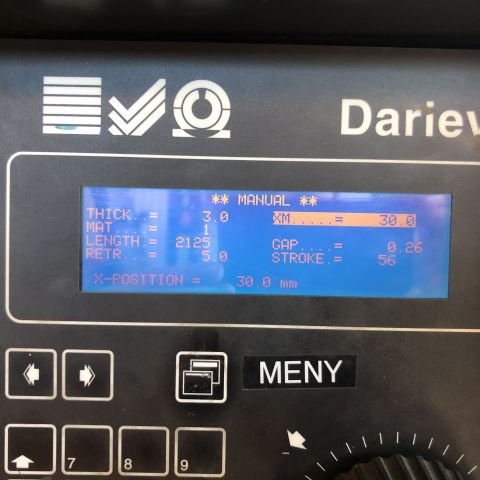 Dariev
** MANUAL **
THICK..= 3.0 XM.....= 30.0
MAT....= 1
LENGTH.= 2125 GAP....= 0.26
RETR...= 5.0 STROKE.= 56
X-POSITION = 30.0 mm
MENY
7 8 9